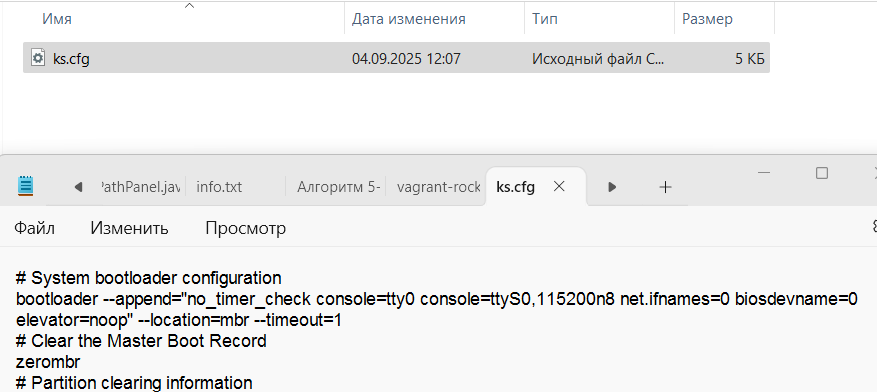 Имя Дата изменения Тип Размер
ks.cfg 04.09.2025 12:07 Исходный файл C... 5 КБ
PathPanel.jav info.txt Алгоритм 5- vagrant-rock ks.cfg
Файл Изменить Просмотр
# System bootloader configuration
bootloader --append="no_timer_check console=tty0 console=ttyS0,115200n8 net.ifnames=0 biosdevname=0
elevator=noop" --location=mbr --timeout=1
# Clear the Master Boot Record
zerombr
# Partition clearing information